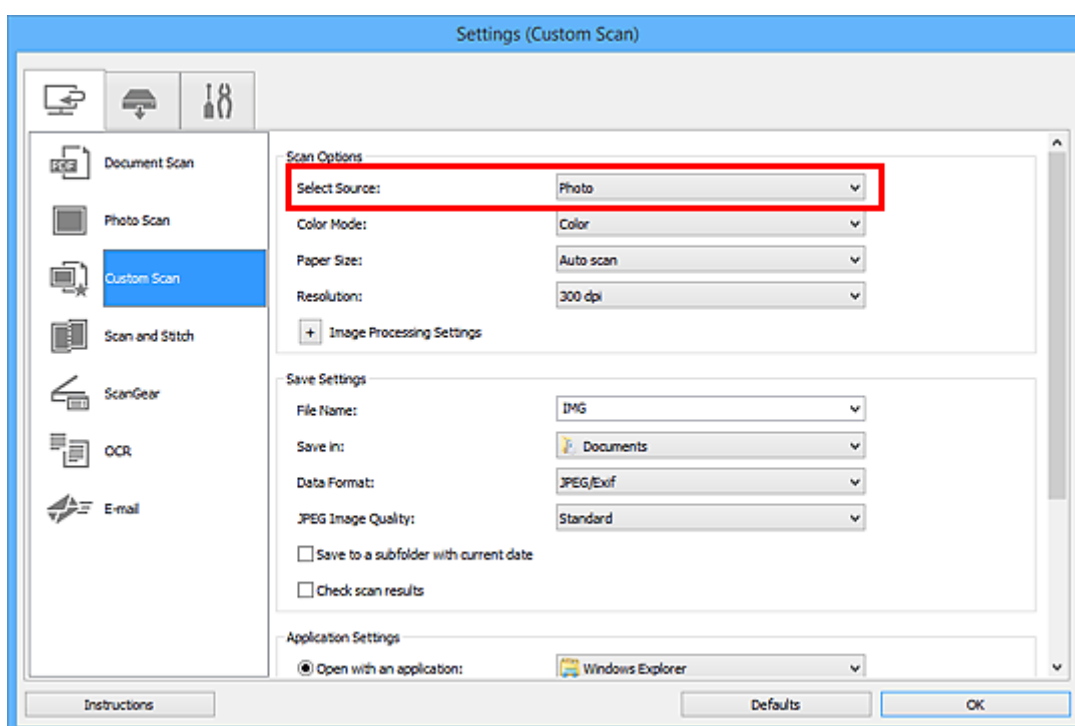 Settings (Custom Scan)
PDF
Document Scan
Photo Scan
Custom Scan
Scan and Stitch
ScanGear
OCR
E-mail
Scan Options
Select Source: Photo
Color Mode: Color
Paper Size: Auto scan
Resolution: 300 dpi
+ Image Processing Settings
Save Settings
File Name: IMG
Save in: Documents
Data Format: JPEG/Exif
JPEG Image Quality: Standard
Save to a subfolder with current date
Check scan results
Application Settings
Open with an application: Windows Explorer
Instructions Defaults OK